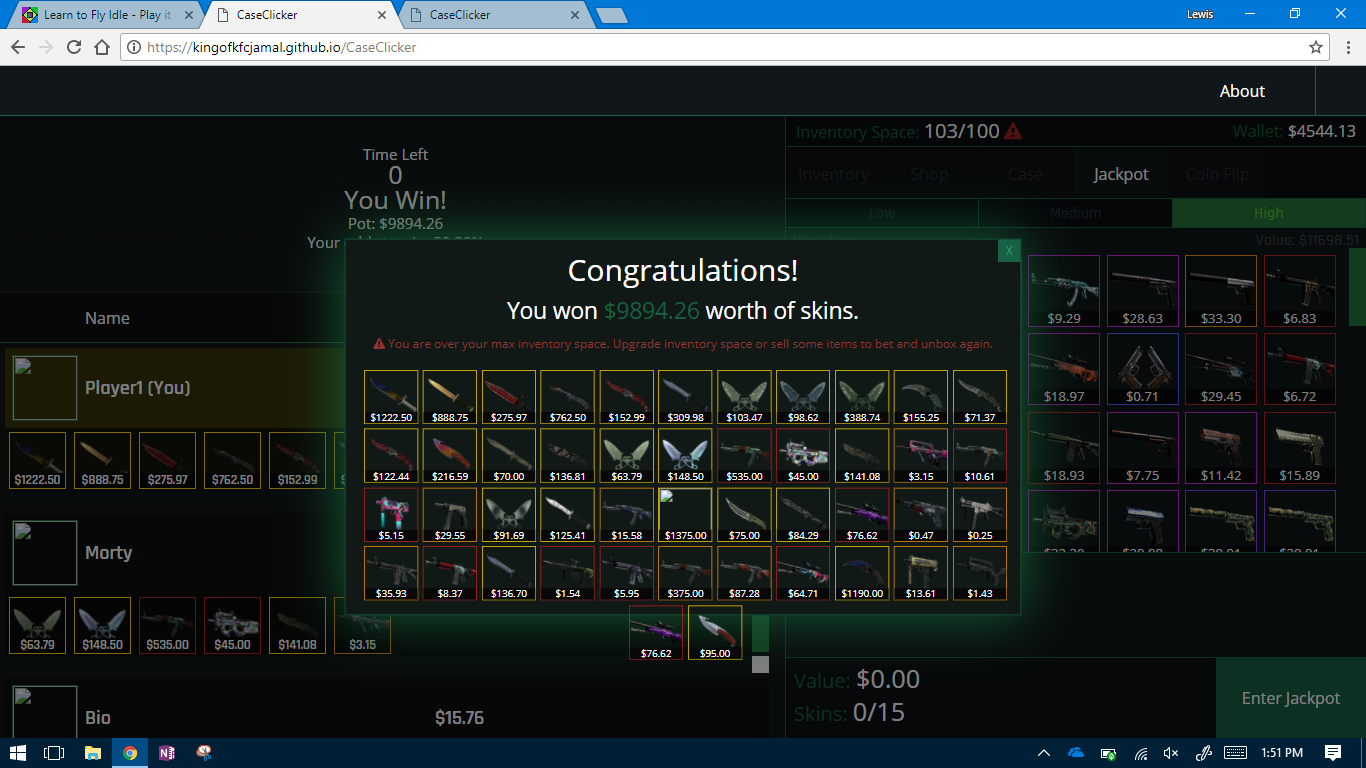 Learn to Fly Idle - Play it
CaseClicker
CaseClicker
Lewis
https://kingofkfcjamal.github.io/CaseClicker
About
Inventory Space: 103/100
Wallet: $4544.13
Inventory Shop Case Jackpot Coin Flip
Low Medium High
Value: $11698.51
Time Left
0
You Win!
Pot: $9894.26
Your
Name
Player1 (You)
$1222.50 $888.75 $275.97 $762.50 $152.99
Morty
$63.79 $148.50 $535.00 $45.00 $141.08 $3.15
Bio
$15.76
X
Congratulations!
You won $9894.26 worth of skins.
You are over your max inventory space. Upgrade inventory space or sell some items to bet and unbox again.
$1222.50 $888.75 $275.97 $762.50 $152.99 $309.98 $103.47 $98.62 $388.74 $155.25 $71.37
$122.44 $216.59 $70.00 $136.81 $63.79 $148.50 $535.00 $45.00 $141.08 $3.15 $10.61
$5.15 $29.55 $91.69 $125.41 $15.58 $1375.00 $75.00 $84.29 $76.62 $0.47 $0.25
$35.93 $8.37 $136.70 $1.54 $5.95 $375.00 $87.28 $64.71 $1190.00 $13.61 $1.43
$76.62 $95.00
$9.29 $28.63 $33.30 $6.83
$18.97 $0.71 $29.45 $6.72
$18.93 $7.75 $11.42 $15.89
Value: $0.00
Skins: 0/15
Enter Jackpot
1:51 PM